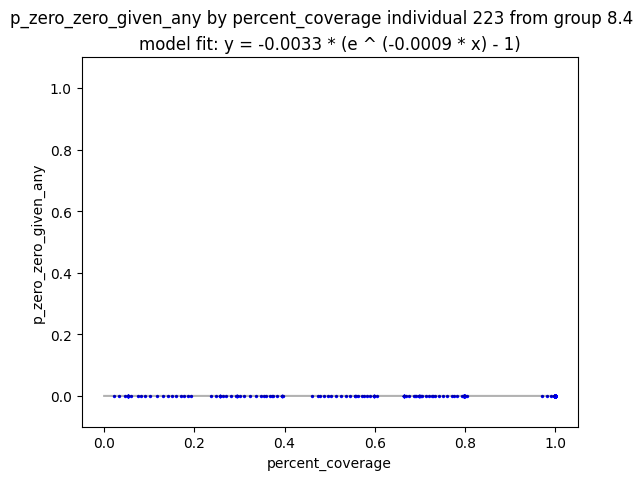 p_zero_zero_given_any by percent_coverage individual 223 from group 8.4
model fit: y = -0.0033 * (e ^ (-0.0009 * x) - 1)
1.0
0.8
0.6
0.4
0.2
0.0
p_zero_zero_given_any
0.0 0.2 0.4 0.6 0.8 1.0
percent_coverage